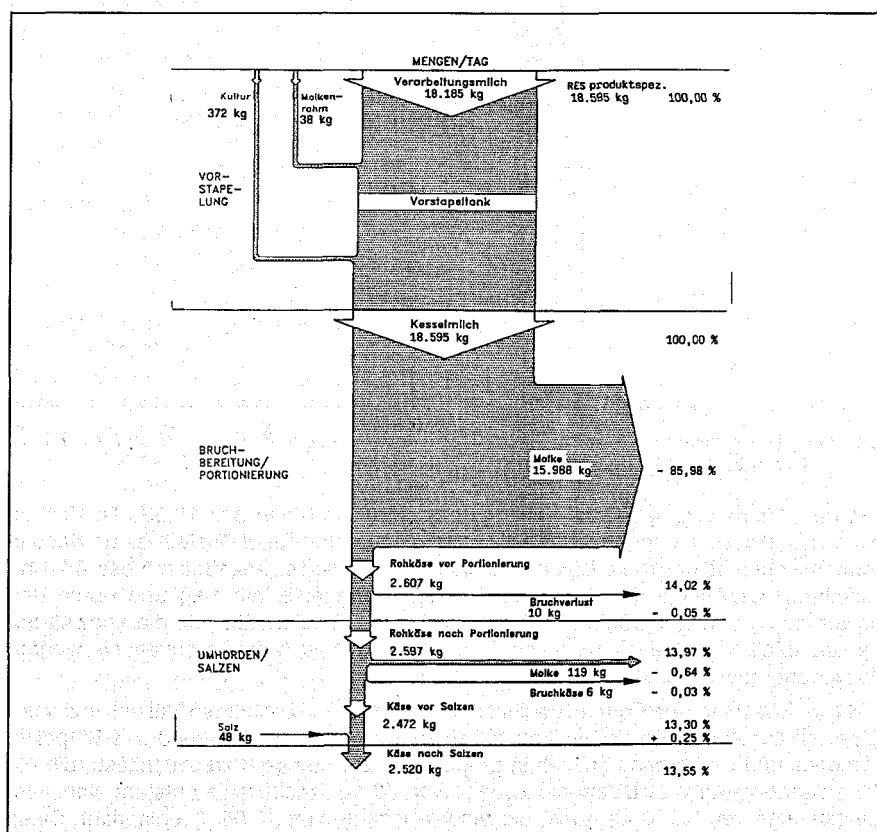 MENGEN/TAG
Verarbeitungsmilch
18.185 kg
Kultur
372 kg
Molken-
rahm
38 kg
RES produktspez.
18.595 kg 100,00 %
VOR-
STAPE-
LUNG
Vorstapeltank
Kesselmilch
18.595 kg
100,00 %
BRUCH-
BEREITUNG/
PORTIONIERUNG
Molke
15.988 kg
- 85,98 %
Rohkäse vor Portionierung
2.607 kg
14,02 %
Bruchverlust
10 kg
- 0,05 %
UMHORDEN/
SALZEN
Rohkäse nach Portionierung
2.597 kg
13,97 %
Molke 119 kg
- 0,64 %
Bruchkäse 6 kg
- 0,03 %
Käse vor Salzen
2.472 kg
13,30 %
Salz
48 kg
+ 0,25 %
Käse nach Salzen
2.520 kg
13,55 %